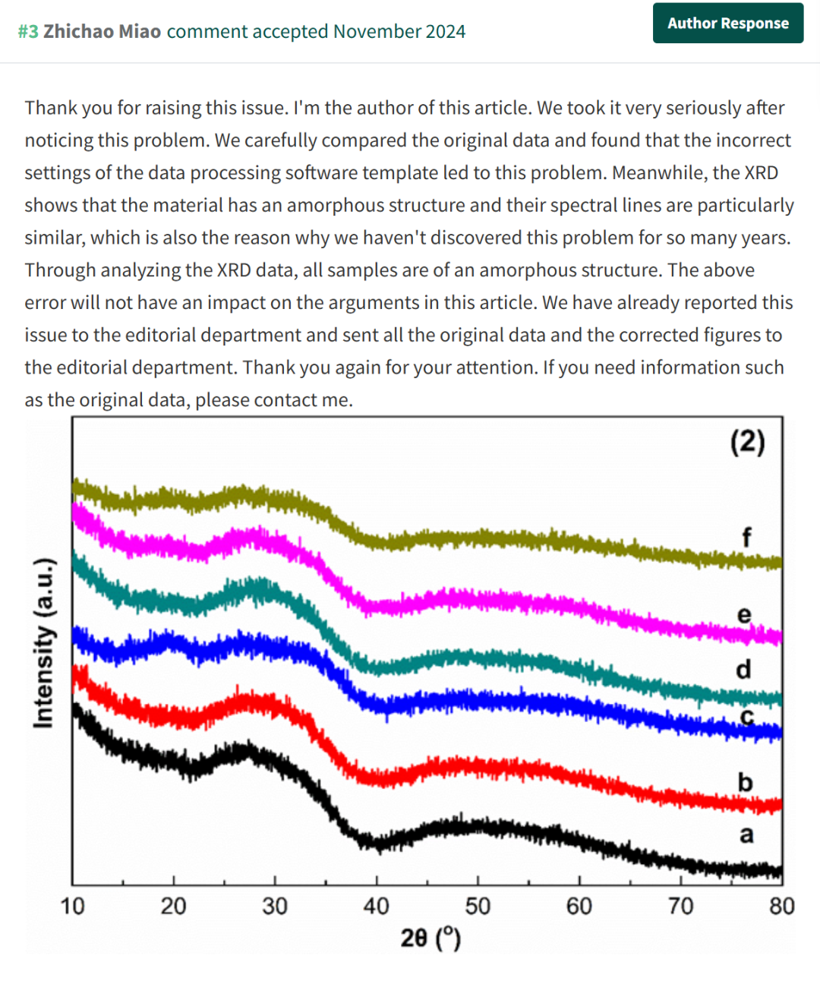 #3 Zhichao Miao comment accepted November 2024
Author Response
Thank you for raising this issue. I'm the author of this article. We took it very seriously after
noticing this problem. We carefully compared the original data and found that the incorrect
settings of the data processing software template led to this problem. Meanwhile, the XRD
shows that the material has an amorphous structure and their spectral lines are particularly
similar, which is also the reason why we haven't discovered this problem for so many years.
Through analyzing the XRD data, all samples are of an amorphous structure. The above
error will not have an impact on the arguments in this article. We have already reported this
issue to the editorial department and sent all the original data and the corrected figures to
the editorial department. Thank you again for your attention. If you need information such
as the original data, please contact me.
(2)
f
e
d
c
b
a
Intensity (a.u.)
10 20 30 40 50 60 70 80
2θ (°)